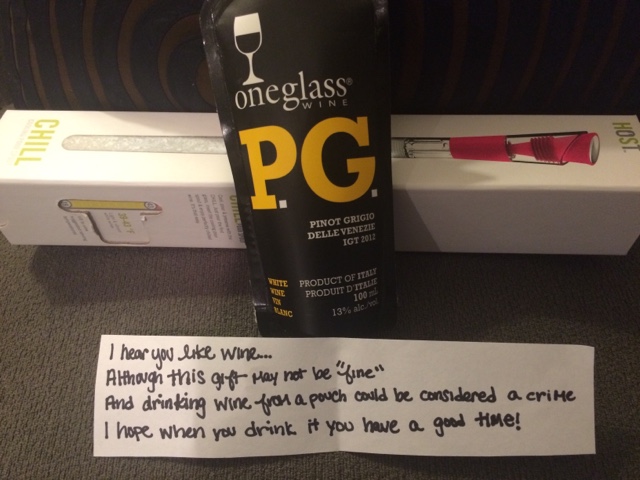 oneglass®
WINE
P.G.
PINOT GRIGIO
DELLE VENEZIE
IGT 2012
WHITE
WINE
VIN
BLANC
PRODUCT OF ITALY
PRODUIT D'ITALIE
100 mL
13% alc./vol
CHILL
HOST.
I hear you like wine...
Although this gift may not be "fine"
And drinking wine from a pouch could be considered a crime
I hope when you drink it you have a good time!